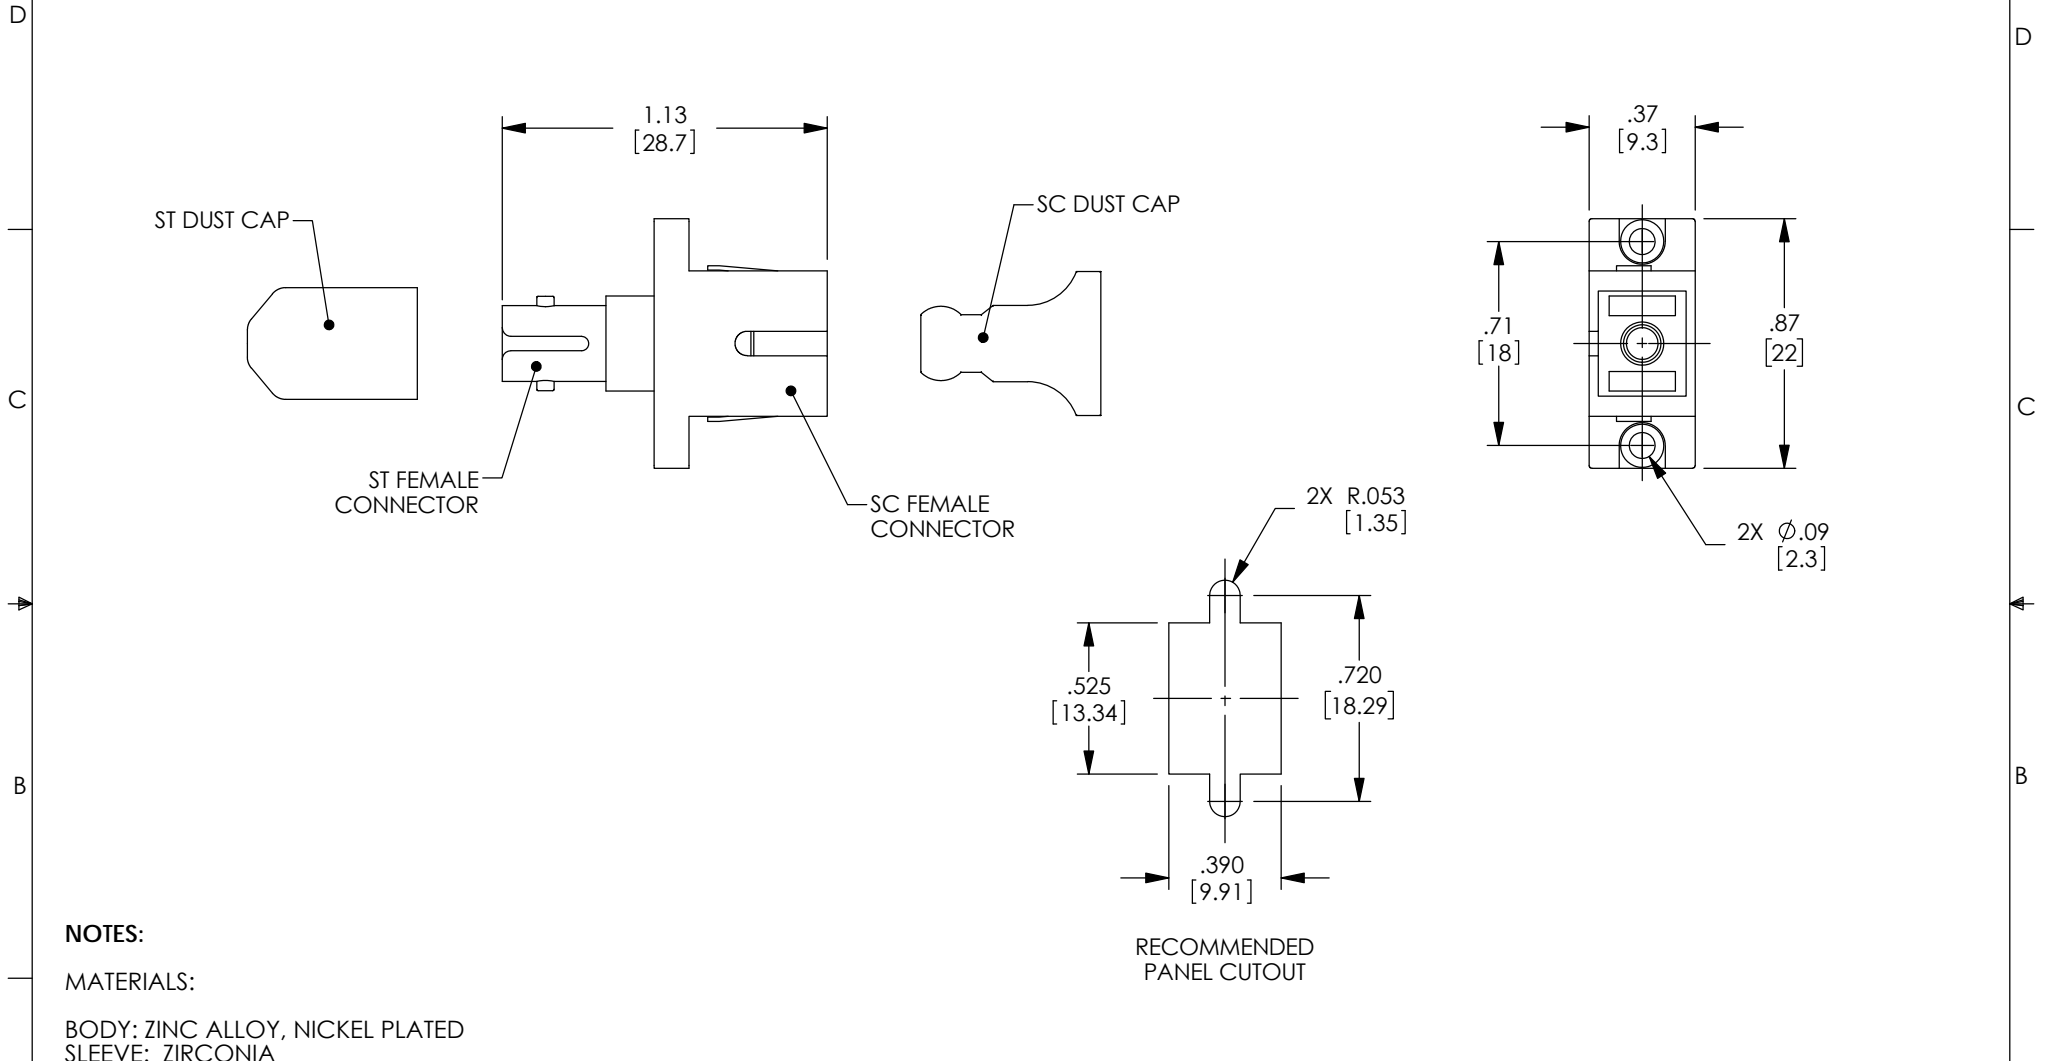 D
D
1.13
[28.7]
.37
[9.3]
ST DUST CAP
SC DUST CAP
.71
[18]
.87
[22]
C
C
ST FEMALE
CONNECTOR
SC FEMALE
CONNECTOR
2X R.053
[1.35]
2X Ø.09
[2.3]
.525
[13.34]
.720
[18.29]
B
B
.390
[9.91]
RECOMMENDED
PANEL CUTOUT
NOTES:
MATERIALS:
BODY: ZINC ALLOY, NICKEL PLATED
SLEEVE: ZIRCONIA